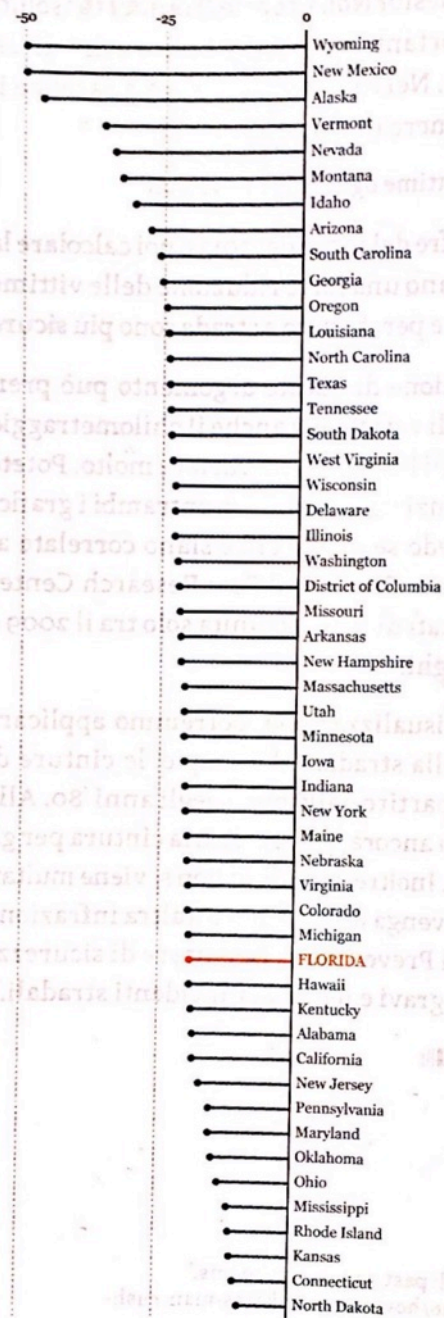 -50 -25 0
Wyoming
New Mexico
Alaska
Vermont
Nevada
Montana
Idaho
Arizona
South Carolina
Georgia
Oregon
Louisiana
North Carolina
Texas
Tennessee
South Dakota
West Virginia
Wisconsin
Delaware
Illinois
Washington
District of Columbia
Missouri
Arkansas
New Hampshire
Massachusetts
Utah
Minnesota
Iowa
Indiana
New York
Maine
Nebraska
Virginia
Colorado
Michigan
FLORIDA
Hawaii
Kentucky
Alabama
California
New Jersey
Pennsylvania
Maryland
Oklahoma
Ohio
Mississippi
Rhode Island
Kansas
Connecticut
North Dakota